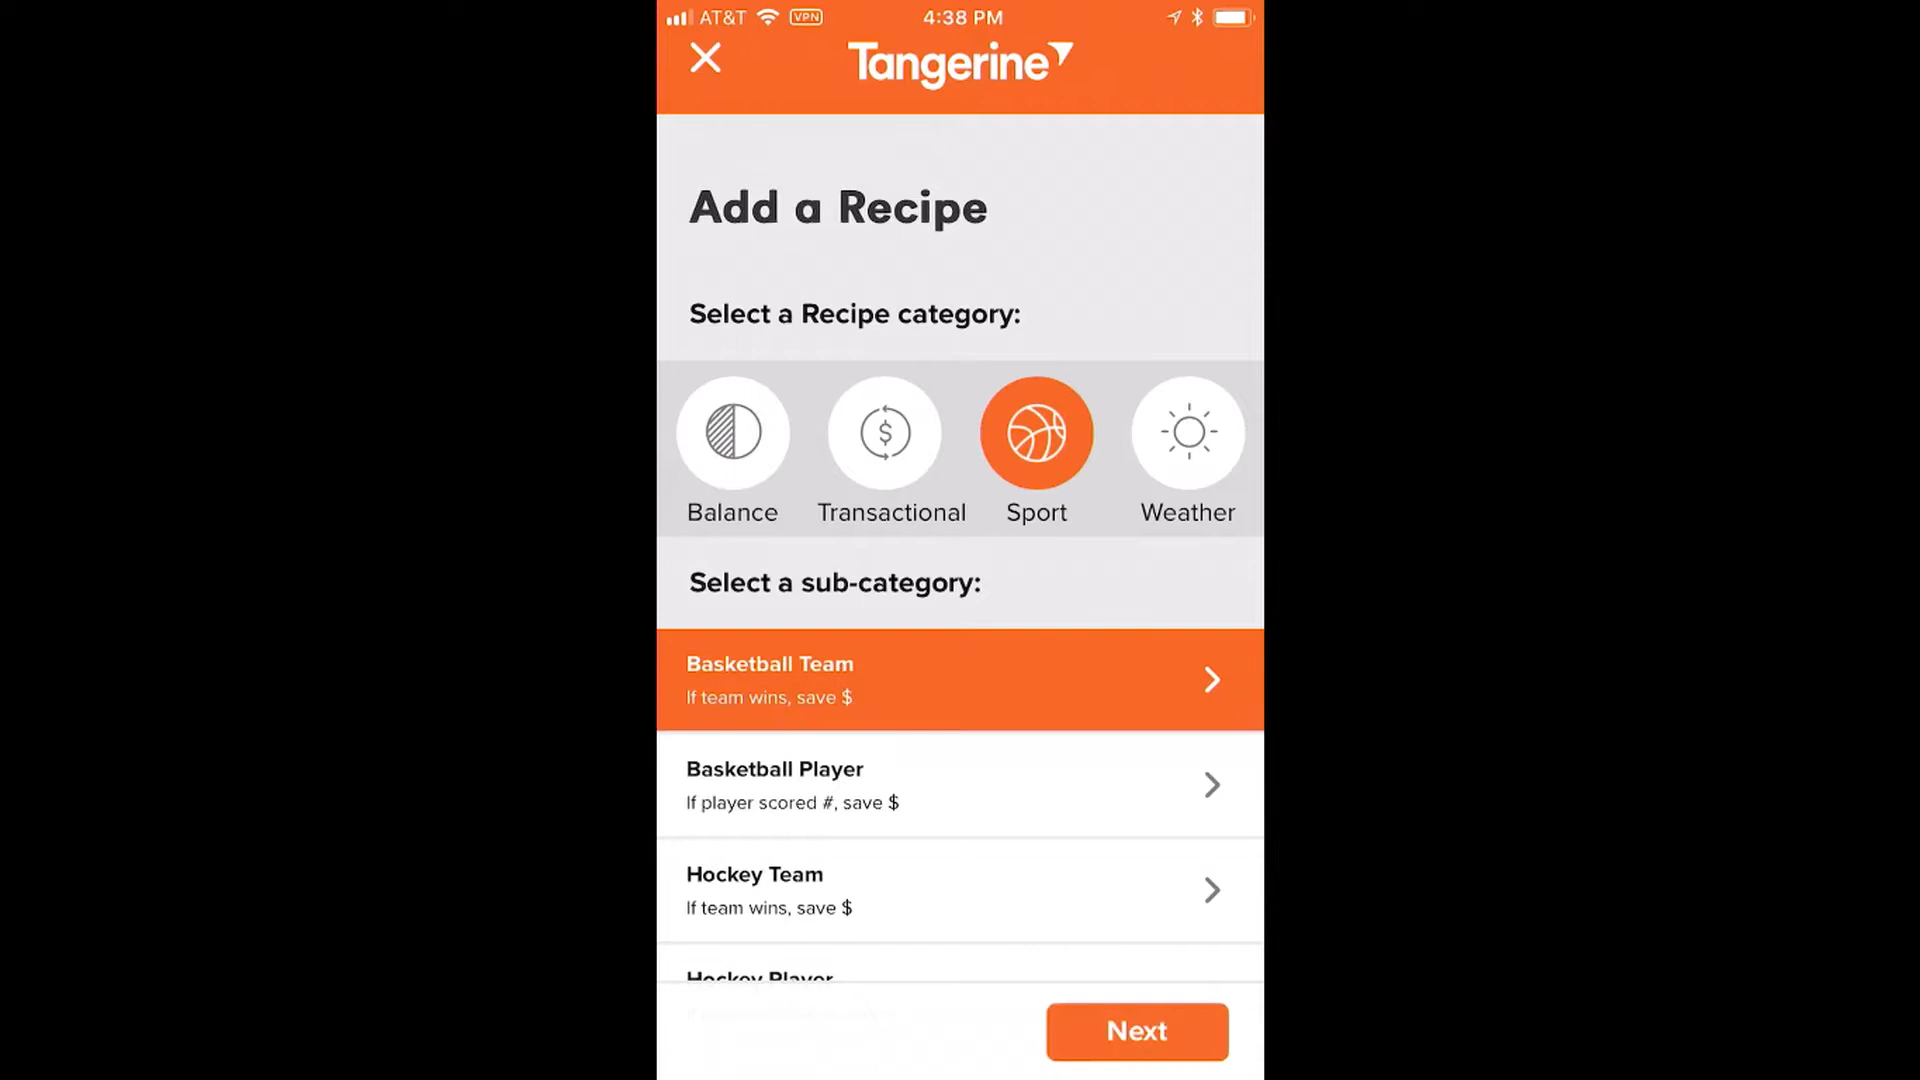 AT&T VPN 4:38 PM
Tangerine
Add a Recipe
Select a Recipe category:
$
Balance Transactional Sport Weather
Select a sub-category:
Basketball Team
If team wins, save $
Basketball Player
If player scored #, save $
Hockey Team
If team wins, save $
Hockey Player
Next